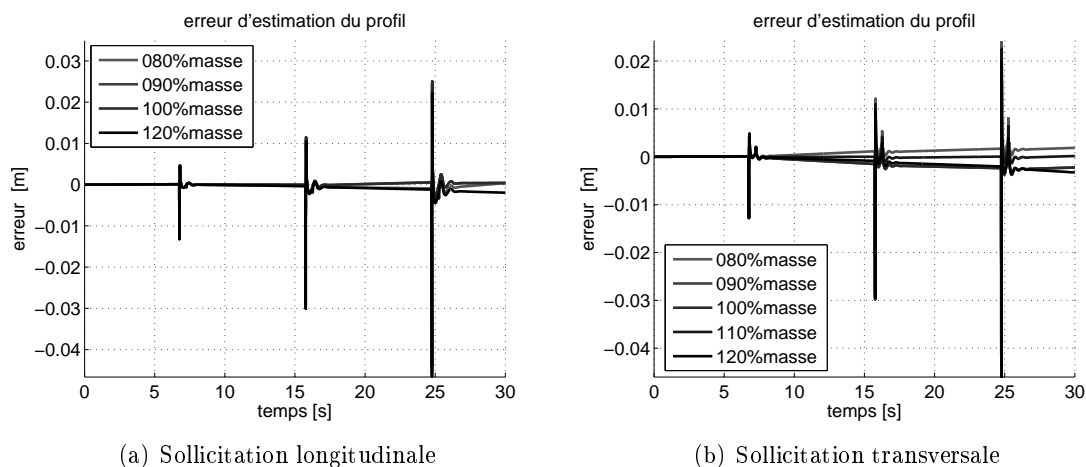 erreur d'estimation du profil
0.03
0.02
0.01
0
−0.01
−0.02
−0.03
−0.04
erreur [m]
080%masse
090%masse
100%masse
120%masse
0 5 10 15 20 25 30
temps [s]
(a) Sollicitation longitudinale
erreur d'estimation du profil
0.02
0.01
0
−0.01
−0.02
−0.03
−0.04
erreur [m]
080%masse
090%masse
100%masse
110%masse
120%masse
0 5 10 15 20 25 30
temps [s]
(b) Sollicitation transversale